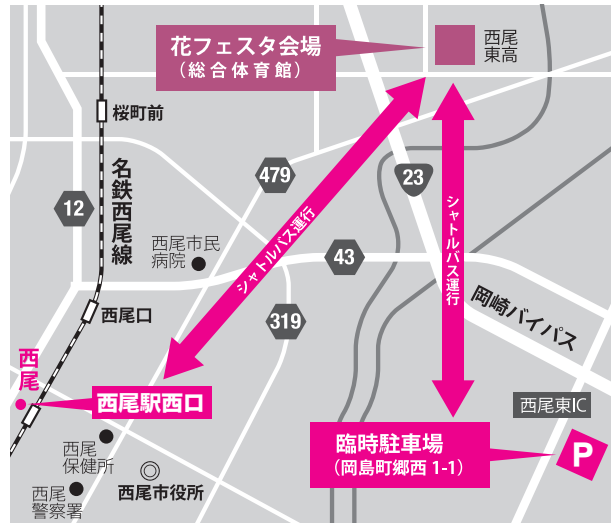 花フェスタ会場
（総合体育館）
西尾
東高
桜町前
名鉄西尾線
12
479
23
西尾市民
病院
シャトルバス運行
43
シャトルバス運行
319
西尾口
岡崎バイパス
西尾
西尾駅西口
西尾東IC
臨時駐車場
（岡島町郷西 1-1）
P
西尾
保健所
西尾市役所
西尾
警察署